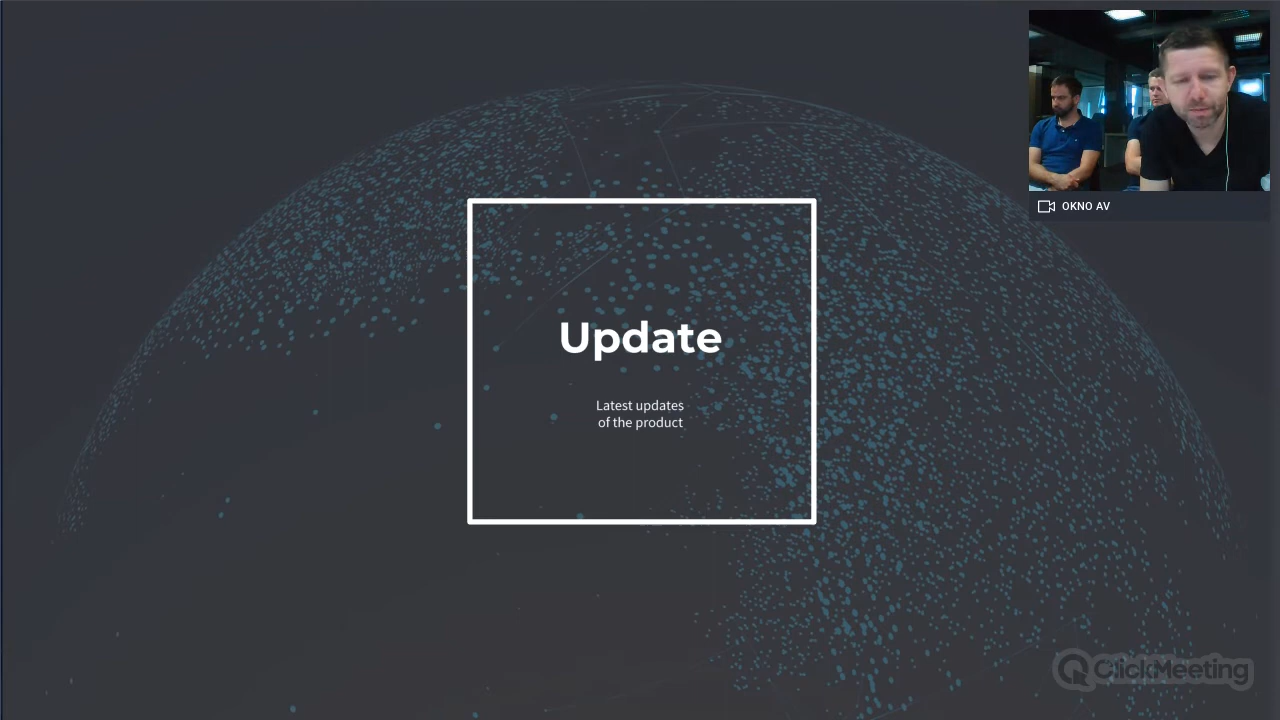 OKNO AV
Update
Latest updates
of the product
ClickMeeting